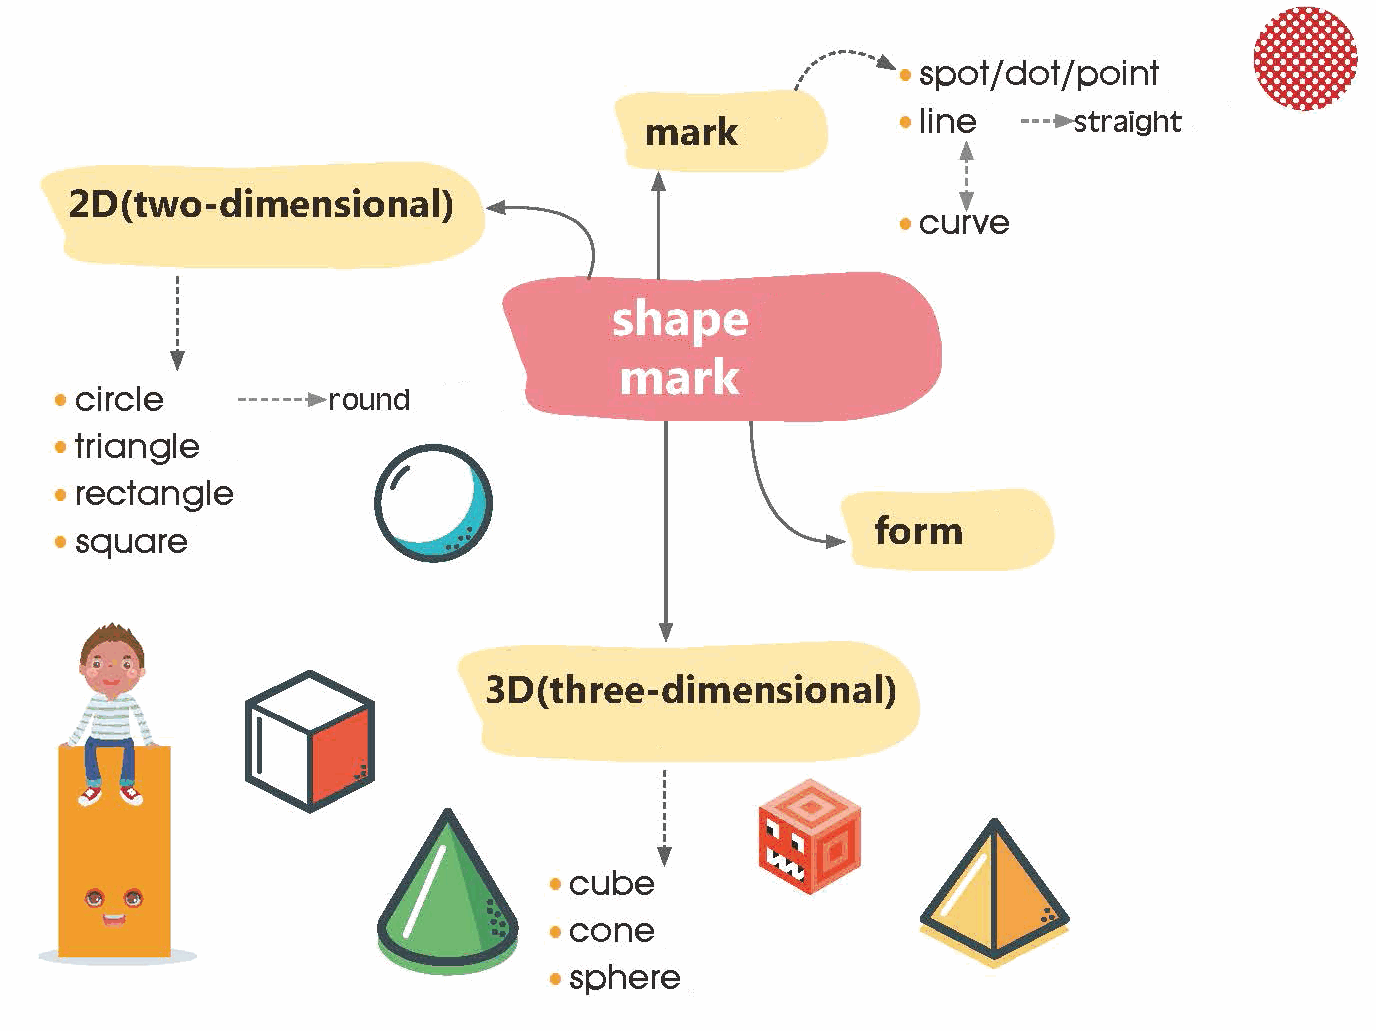 spot/dot/point
mark
line
straight
2D(two-dimensional)
curve
shape
mark
circle
round
triangle
rectangle
square
form
3D(three-dimensional)
cube
cone
sphere